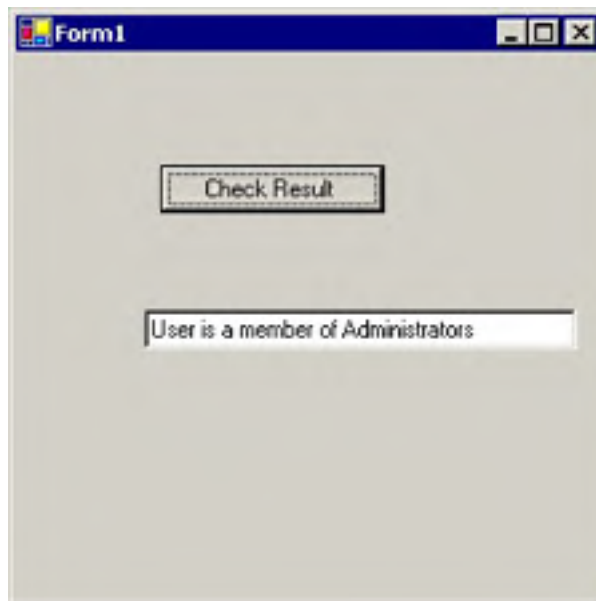 Form1
Check Result
User is a member of Administrators